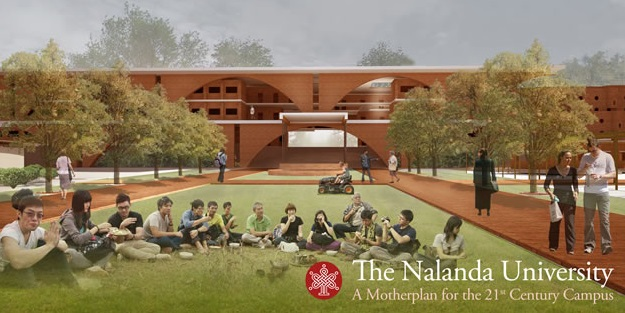 The Nalanda University
A Motherplan for the 21st Century Campus